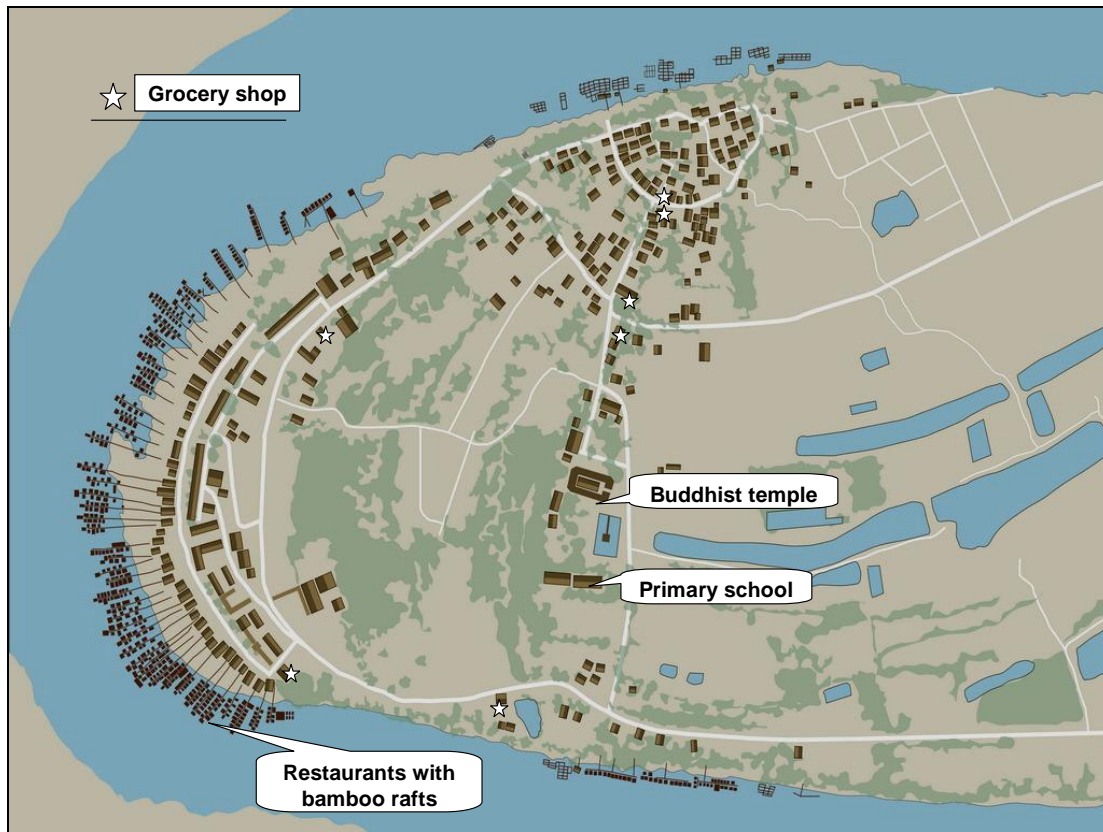 Grocery shop
Buddhist temple
Primary school
Restaurants with
bamboo rafts